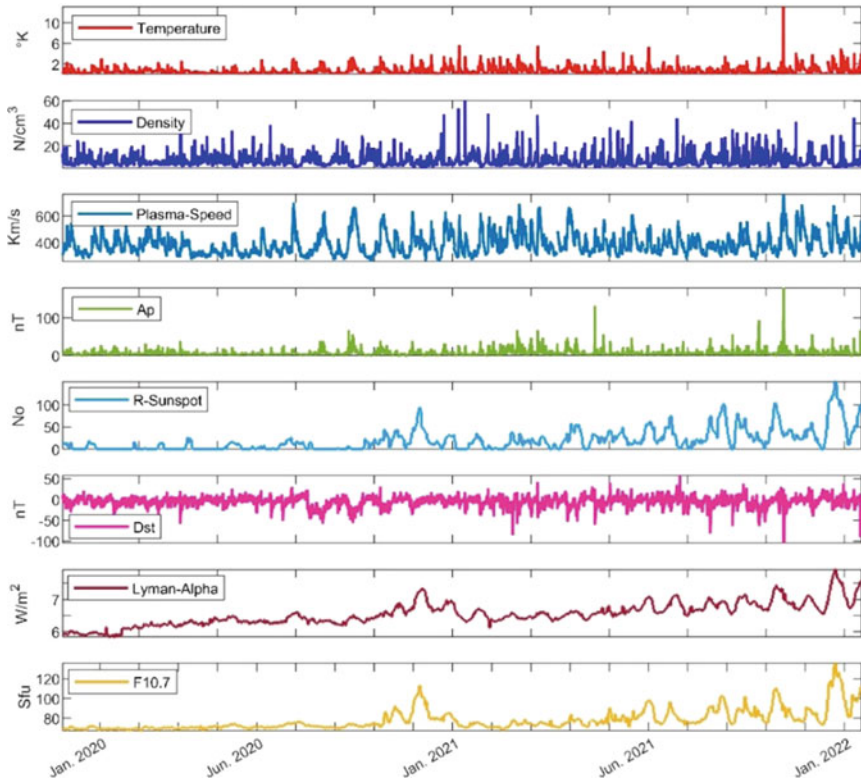 °K
12
6
2
Temperature
N/cm³
60
40
20
Density
Km/s
600
400
Plasma-Speed
nT
100
0
Ap
No
100
50
0
R-Sunspot
nT
50
0
-50
-100
Dst
W/m²
7
6
Lyman-Alpha
Sfu
120
100
80
F10.7
Jan. 2020
Jun. 2020
Jan. 2021
Jun. 2021
Jan. 2022